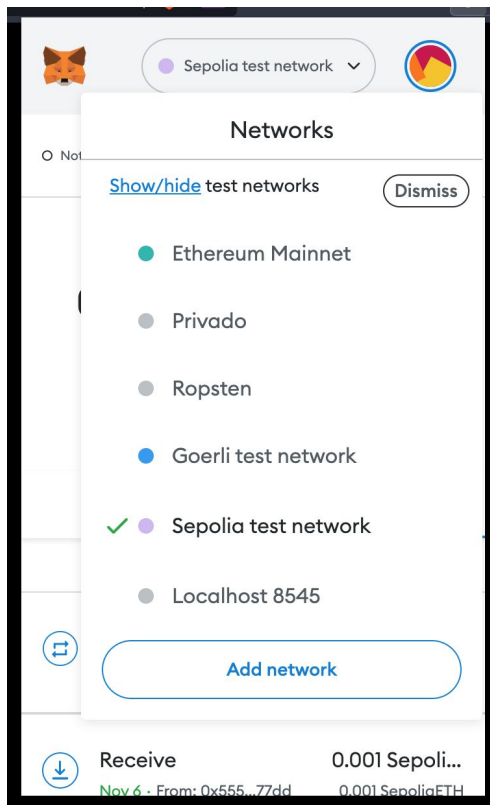 Sepolia test network
Networks
Show/hide test networks
Dismiss
Ethereum Mainnet
Privado
Ropsten
Goerli test network
Sepolia test network
Localhost 8545
Add network
Receive
0.001 Sepoli...
Nov 6 · From: 0x555...77dd
0.001 SepoliaETH